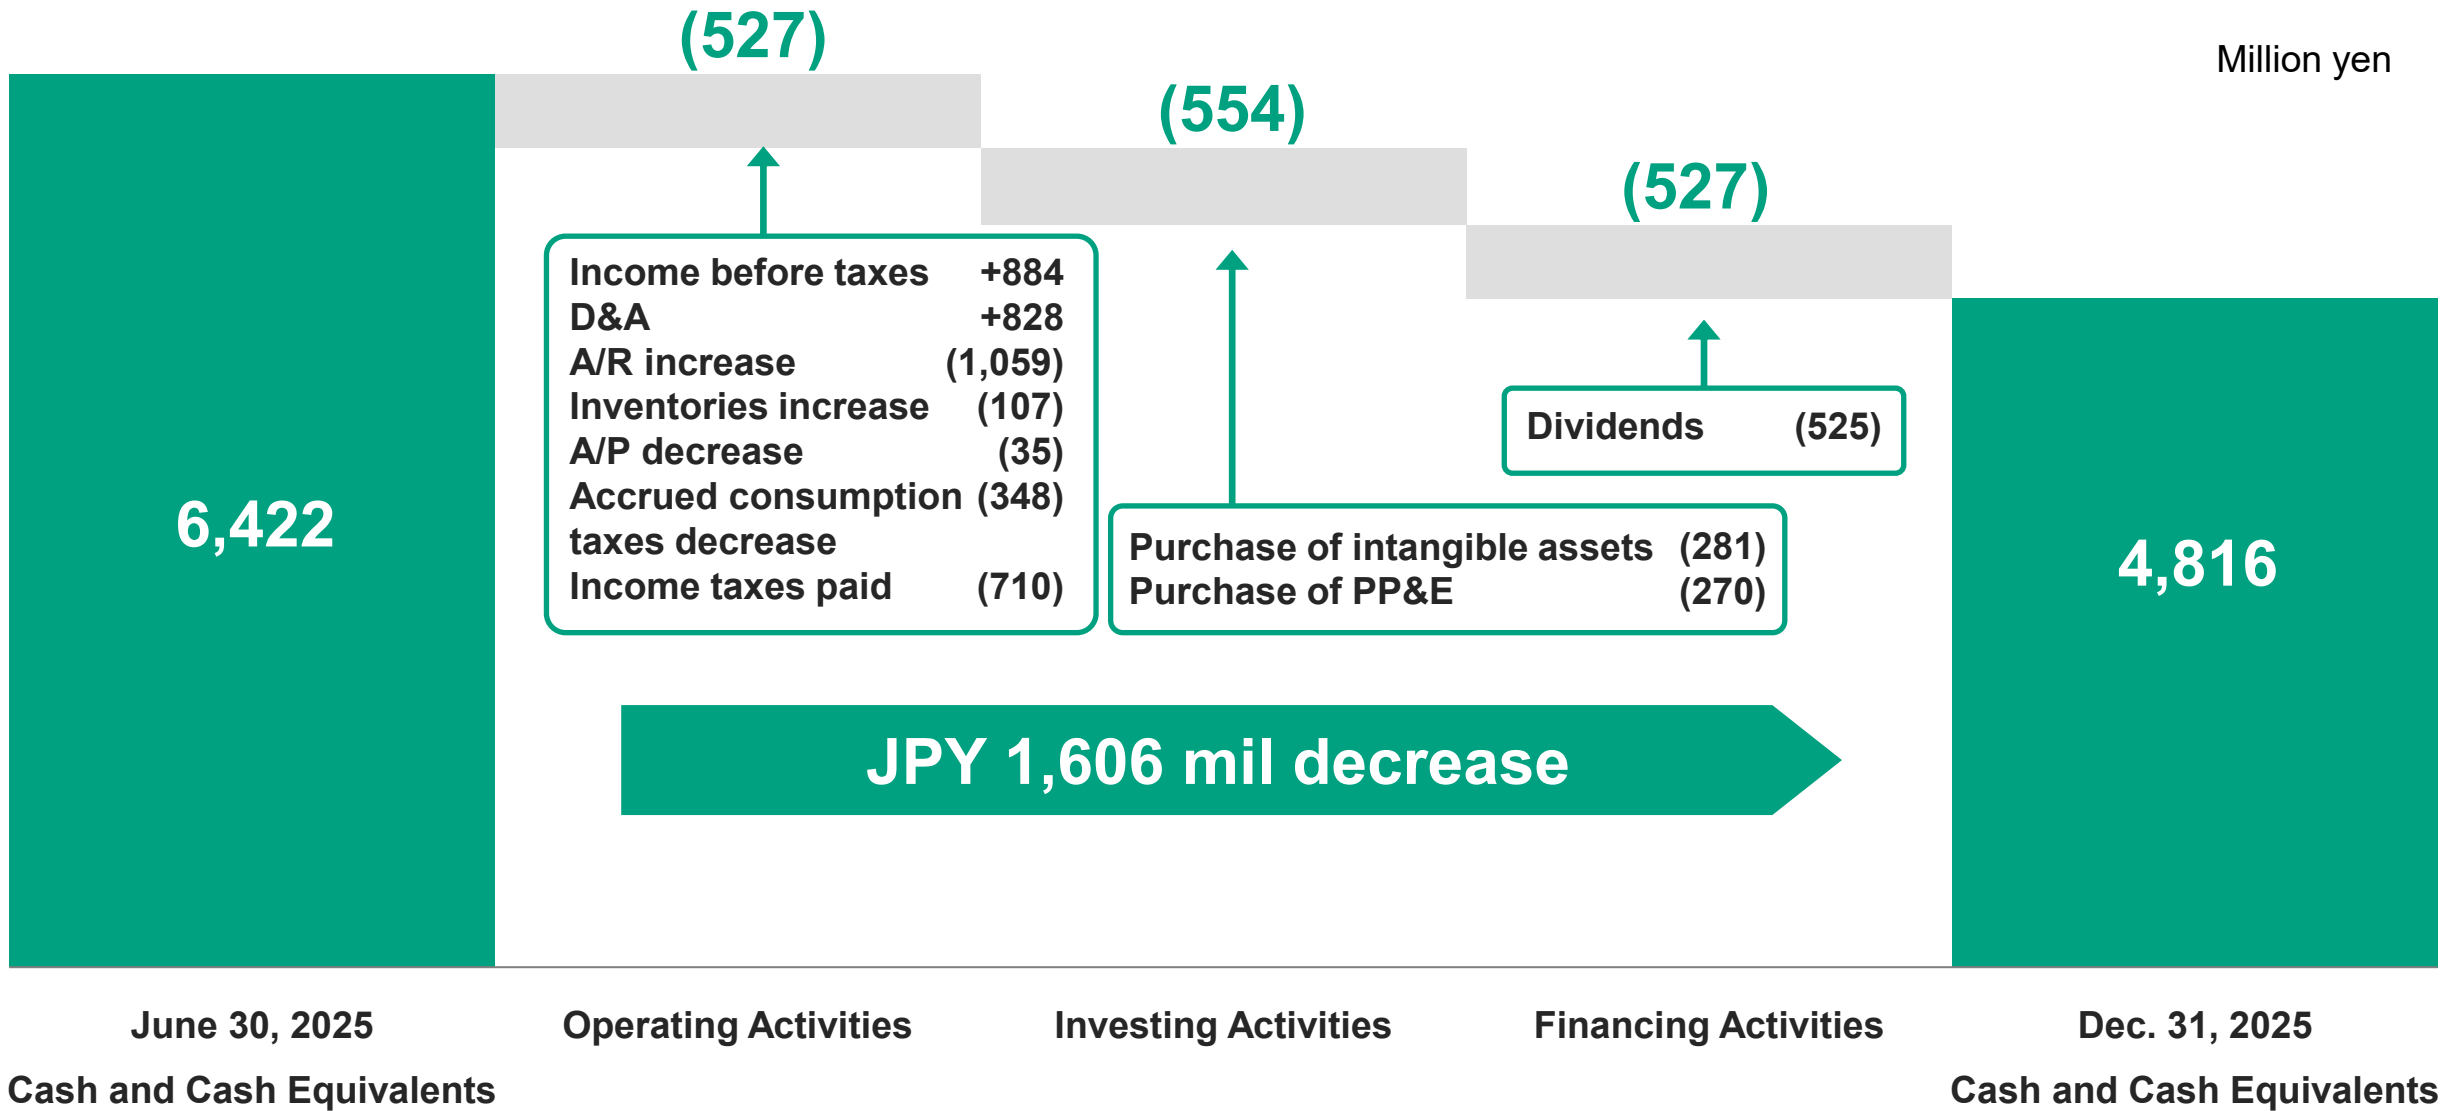 (527)
Million yen
(554)
(527)
Income before taxes +884
D&A +828
A/R increase (1,059)
Inventories increase (107)
A/P decrease (35)
Accrued consumption (348)
taxes decrease
Income taxes paid (710)
Dividends (525)
Purchase of intangible assets (281)
Purchase of PP&E (270)
6,422
4,816
JPY 1,606 mil decrease
June 30, 2025
Cash and Cash Equivalents
Operating Activities
Investing Activities
Financing Activities
Dec. 31, 2025
Cash and Cash Equivalents